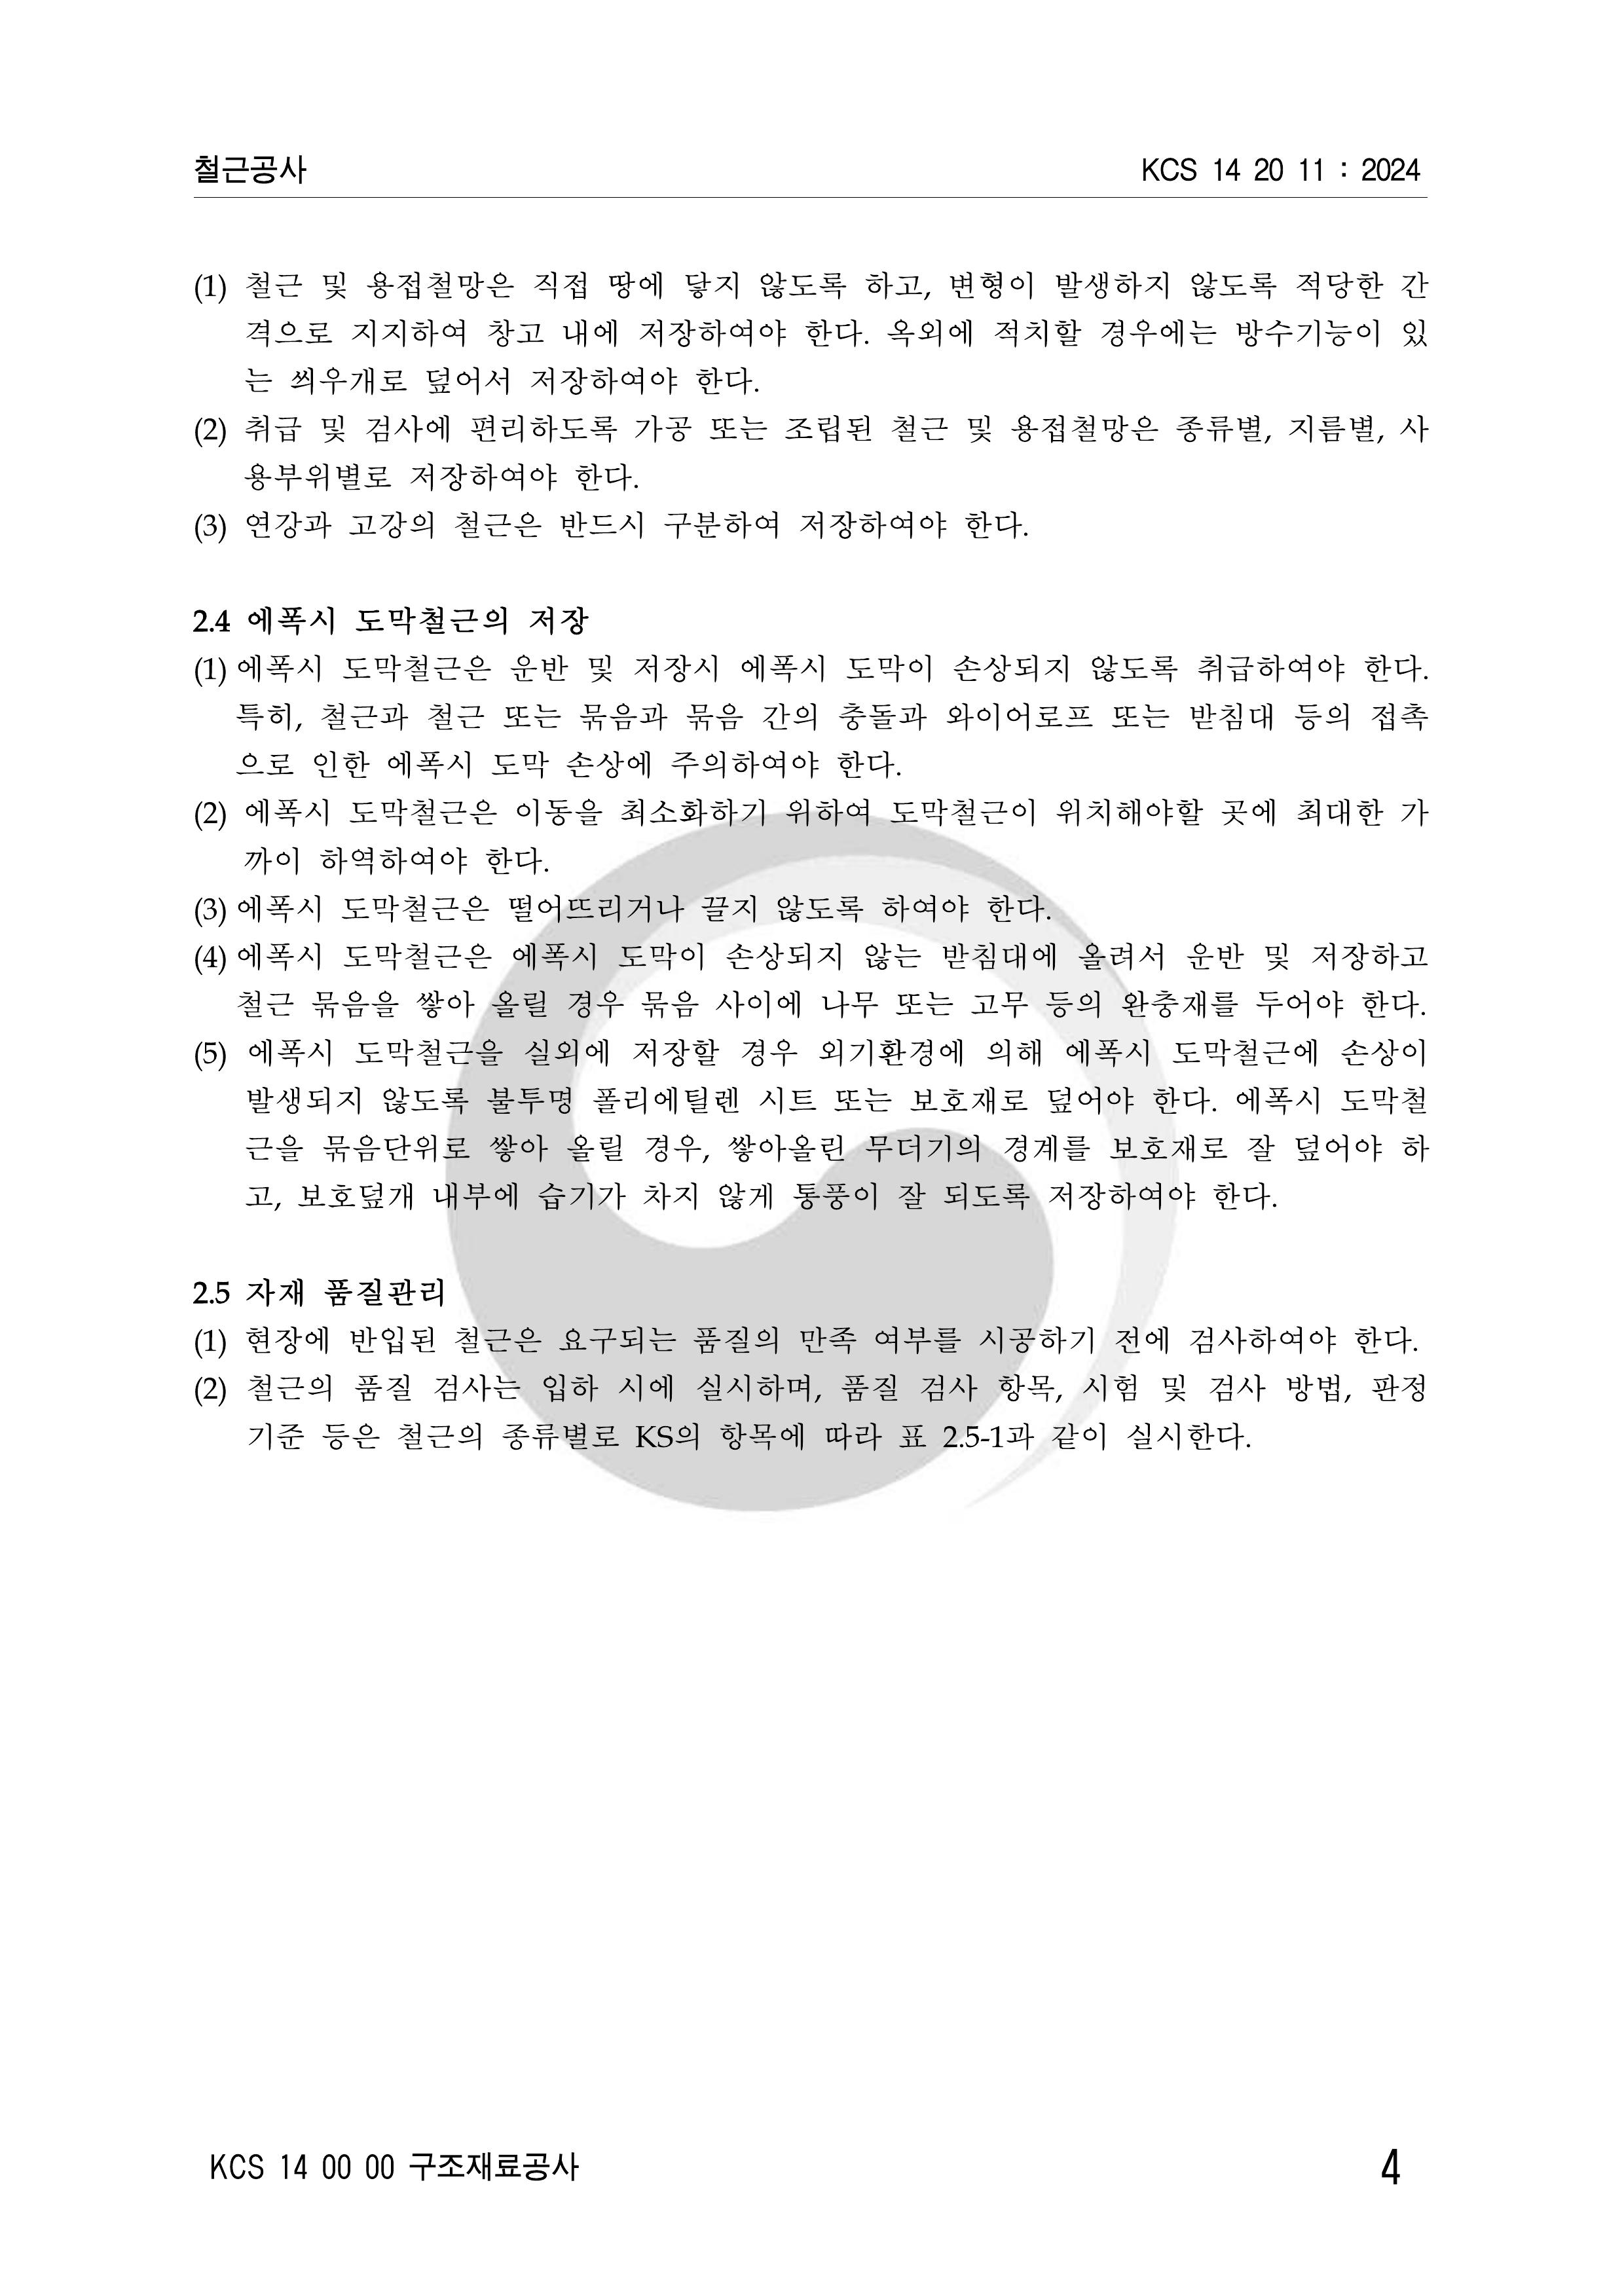 철근공사
KCS 14 20 11 : 2024
(1) 철근 및 용접철망은 직접 땅에 닿지 않도록 하고, 변형이 발생하지 않도록 적당한 간
격으로 지지하여 창고 내에 저장하여야 한다. 옥외에 적치할 경우에는 방수기능이 있
는 씌우개로 덮어서 저장하여야 한다.
(2) 취급 및 검사에 편리하도록 가공 또는 조립된 철근 및 용접철망은 종류별, 지름별, 사
용부위별로 저장하여야 한다.
(3) 연강과 고강의 철근은 반드시 구분하여 저장하여야 한다.
2.4 에폭시 도막철근의 저장
(1) 에폭시 도막철근은 운반 및 저장시 에폭시 도막이 손상되지 않도록 취급하여야 한다.
특히, 철근과 철근 또는 묶음과 묶음 간의 충돌과 와이어로프 또는 받침대 등의 접촉
으로 인한 에폭시 도막 손상에 주의하여야 한다.
(2) 에폭시 도막철근은 이동을 최소화하기 위하여 도막철근이 위치해야할 곳에 최대한 가
까이 하역하여야 한다.
(3) 에폭시 도막철근은 떨어뜨리거나 끌지 않도록 하여야 한다.
(4) 에폭시 도막철근은 에폭시 도막이 손상되지 않는 받침대에 올려서 운반 및 저장하고
철근 묶음을 쌓아 올릴 경우 묶음 사이에 나무 또는 고무 등의 완충재를 두어야 한다.
(5) 에폭시 도막철근을 실외에 저장할 경우 외기환경에 의해 에폭시 도막철근에 손상이
발생되지 않도록 불투명 폴리에틸렌 시트 또는 보호재로 덮어야 한다. 에폭시 도막철
근을 묶음단위로 쌓아 올릴 경우, 쌓아올린 무더기의 경계를 보호재로 잘 덮어야 하
고, 보호덮개 내부에 습기가 차지 않게 통풍이 잘 되도록 저장하여야 한다.
2.5 자재 품질관리
(1) 현장에 반입된 철근은 요구되는 품질의 만족 여부를 시공하기 전에 검사하여야 한다.
(2) 철근의 품질 검사는 입하 시에 실시하며, 품질 검사 항목, 시험 및 검사 방법, 판정
기준 등은 철근의 종류별로 KS의 항목에 따라 표 2.5-1과 같이 실시한다.
KCS 14 00 00 구조재료공사
4